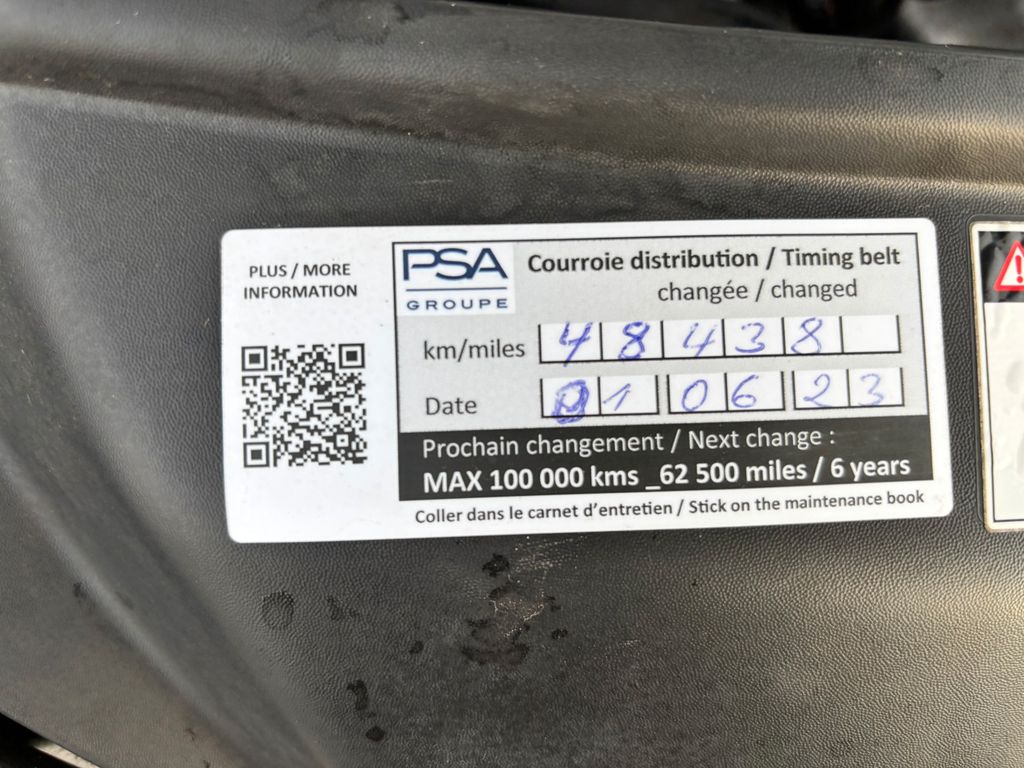 PLUS / MORE
INFORMATION
PSA
GROUPE
Courroie distribution / Timing belt
changée / changed
km/miles 48438
Date 01 06 23
Prochain changement / Next change :
MAX 100 000 kms _62 500 miles / 6 years
Coller dans le carnet d'entretien / Stick on the maintenance book